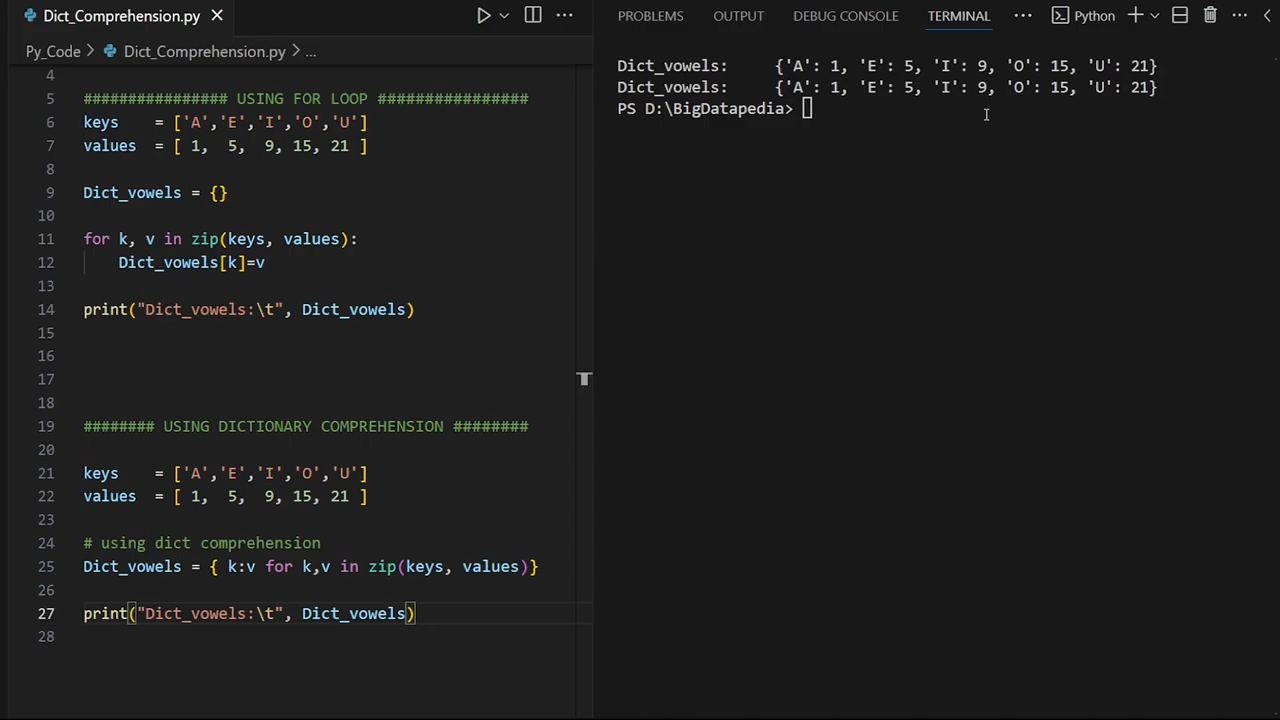 Dict_Comprehension.py
Py_Code > Dict_Comprehension.py > ...
4
5 ################ USING FOR LOOP ################
6 keys    = ['A','E','I','O','U']
7 values  = [ 1,  5,  9, 15, 21 ]
8
9 Dict_vowels = {}
10
11 for k, v in zip(keys, values):
12     Dict_vowels[k]=v
13
14 print("Dict_vowels:\t", Dict_vowels)
15
16
17
18
19 ######## USING DICTIONARY COMPREHENSION ########
20
21 keys    = ['A','E','I','O','U']
22 values  = [ 1,  5,  9, 15, 21 ]
23
24 # using dict comprehension
25 Dict_vowels = { k:v for k,v in zip(keys, values)}
26
27 print("Dict_vowels:\t", Dict_vowels)
28
PROBLEMS OUTPUT DEBUG CONSOLE TERMINAL ... Python
Dict_vowels:     {'A': 1, 'E': 5, 'I': 9, 'O': 15, 'U': 21}
Dict_vowels:     {'A': 1, 'E': 5, 'I': 9, 'O': 15, 'U': 21}
PS D:\BigDatapedia>